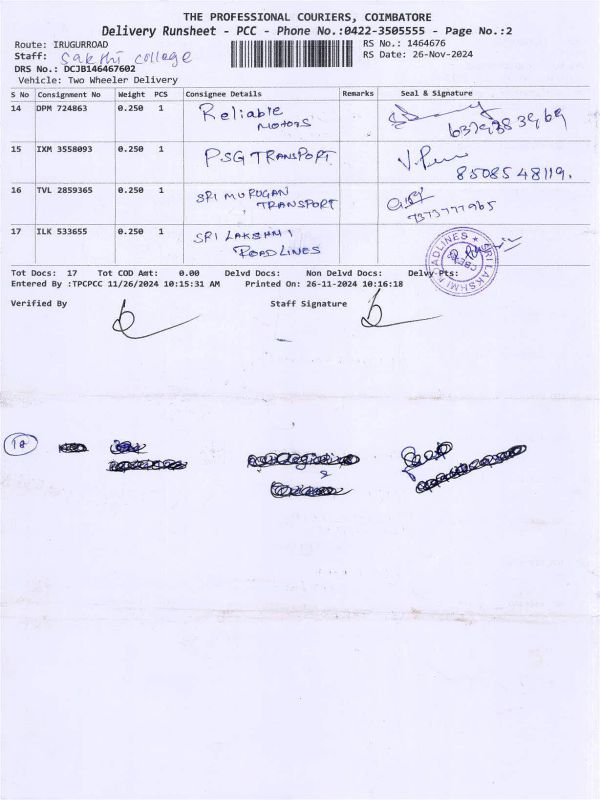 THE PROFESSIONAL COURIERS, COIMBATORE
Delivery Runsheet - PCC - Phone No.:0422-3505555 - Page No.:2
Route: IRUGURROAD
RS No.: 1464676
Staff: Sakthi college
RS Date: 26-Nov-2024
DRS No.: DCJB146467602
Vehicle: Two Wheeler Delivery
S No Consignment No Weight PCS Consignee Details Remarks Seal & Signature
14 DPM 724863 0.250 1 Reliable
MOTORS
15 IXM 3558093 0.250 1 PSG TRANSPORT
8508548119.
16 TVL 2859365 0.250 1 SRI MURUGAN
TRANSPORT
17 ILK 533655 0.250 1 SRI LAKSHMI
ROAD LINES
SRI LAKSHMI ROADLINES
CBE
Tot Docs: 17 Tot COD Amt: 0.00 Delvd Docs: Non Delvd Docs: Delvy Pts:
Entered By :TPCPCC 11/26/2024 10:15:31 AM Printed On: 26-11-2024 10:16:18
Verified By Staff Signature